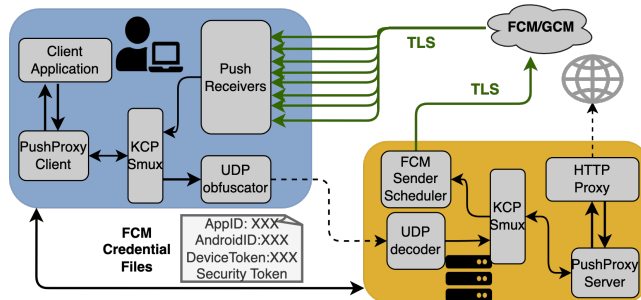 Client
Application
Push
Receivers
PushProxy
Client
KCP
Smux
UDP
obfuscator
TLS
FCM/GCM
TLS
FCM
Sender
Scheduler
KCP
Smux
HTTP
Proxy
UDP
decoder
PushProxy
Server
FCM
Credential
Files
AppID: XXX
AndroidID:XXX
DeviceToken:XXX
Security Token